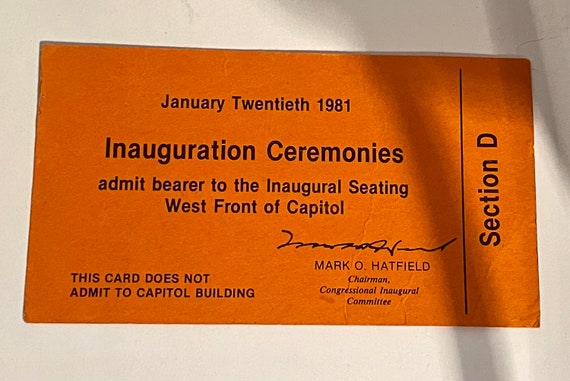 January Twentieth 1981
Inauguration Ceremonies
admit bearer to the Inaugural Seating
West Front of Capitol
MARK O. HATFIELD
Chairman,
Congressional Inaugural
Committee
THIS CARD DOES NOT
ADMIT TO CAPITOL BUILDING
Section D